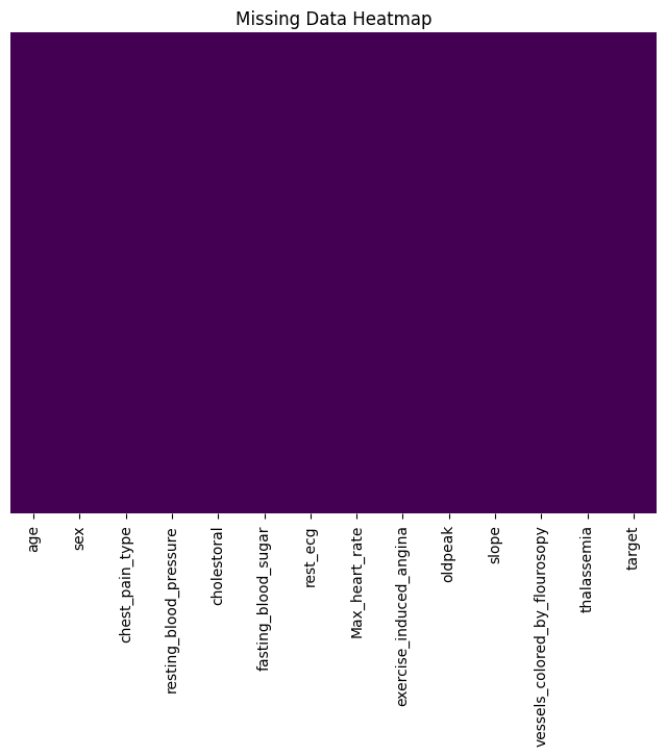 Missing Data Heatmap
age
sex
chest_pain_type
resting_blood_pressure
cholestoral
fasting_blood_sugar
rest_ecg
Max_heart_rate
exercise_induced_angina
oldpeak
slope
vessels_colored_by_flourosopy
thalassemia
target